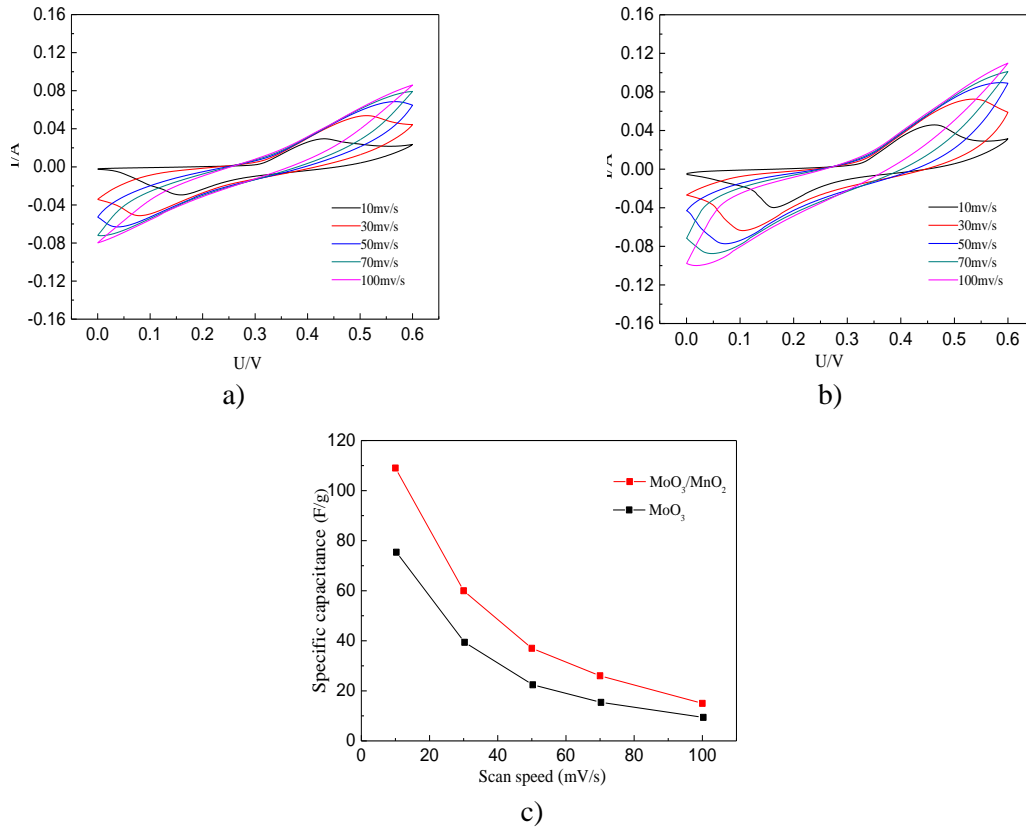 0.16
0.12
0.08
0.04
0.00
-0.04
-0.08
-0.12
-0.16
I/A
10mv/s
30mv/s
50mv/s
70mv/s
100mv/s
0.0 0.1 0.2 0.3 0.4 0.5 0.6
U/V
a)
0.16
0.12
0.08
0.04
0.00
-0.04
-0.08
-0.12
-0.16
10mv/s
30mv/s
50mv/s
70mv/s
100mv/s
0.0 0.1 0.2 0.3 0.4 0.5 0.6
U/V
b)
120
100
80
60
40
20
0
Specific capacitance (F/g)
MoO₃/MnO₂
MoO₃
0 20 40 60 80 100
Scan speed (mV/s)
c)